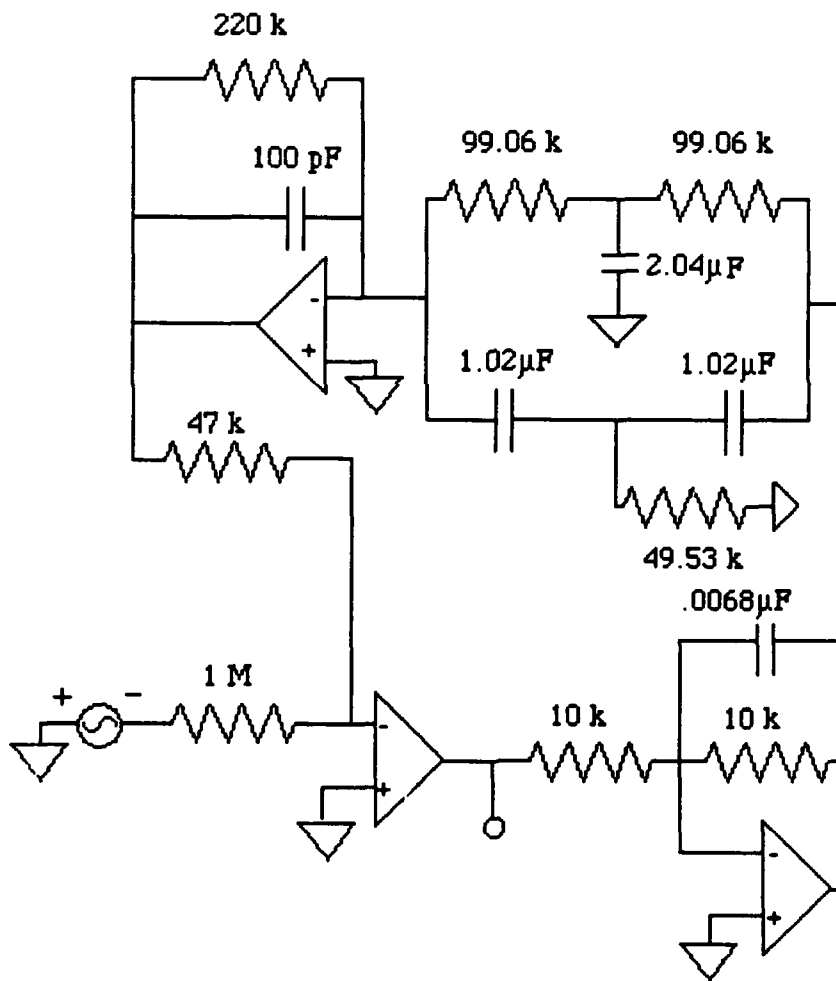 220 k
100 pF
99.06 k
99.06 k
2.04µF
-
+
1.02µF
1.02µF
47 k
49.53 k
.0068µF
1 M
+
-
10 k
10 k
-
+
-
+